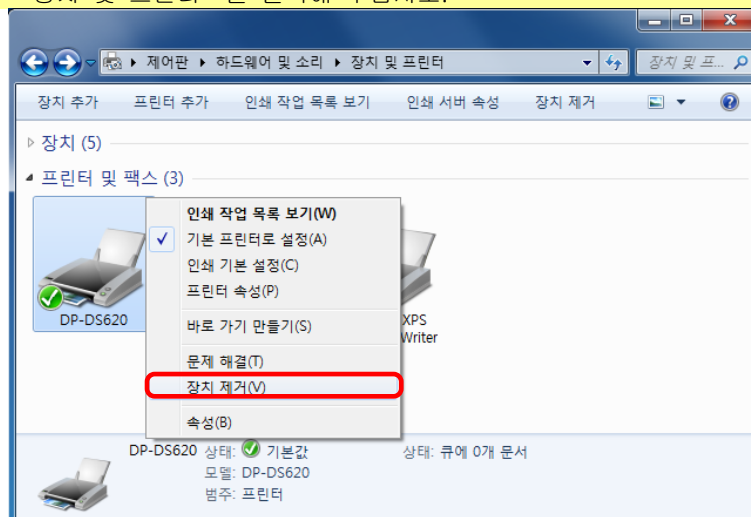 제어판 ▸ 하드웨어 및 소리 ▸ 장치 및 프린터
장치 및 프...
장치 추가 프린터 추가 인쇄 작업 목록 보기 인쇄 서버 속성 장치 제거
장치 (5)
프린터 및 팩스 (3)
인쇄 작업 목록 보기(W)
기본 프린터로 설정(A)
인쇄 기본 설정(C)
프린터 속성(P)
바로 가기 만들기(S)
문제 해결(T)
장치 제거(V)
속성(B)
DP-DS620
XPS
Writer
DP-DS620 상태: 기본값 상태: 큐에 0개 문서
모델: DP-DS620
범주: 프린터